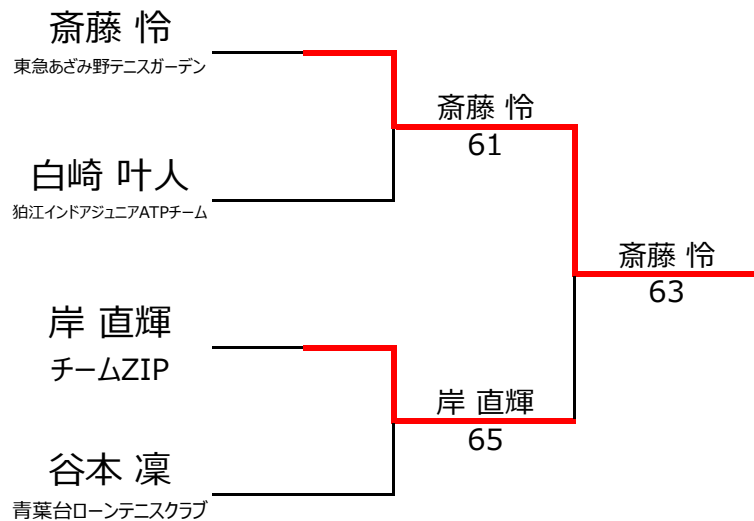 斎藤 怜
東急あざみ野テニスガーデン
斎藤 怜
61
白崎 叶人
狛江インドアジュニアATPチーム
斎藤 怜
63
岸 直輝
チームZIP
岸 直輝
65
谷本 凜
青葉台ローンテニスクラブ